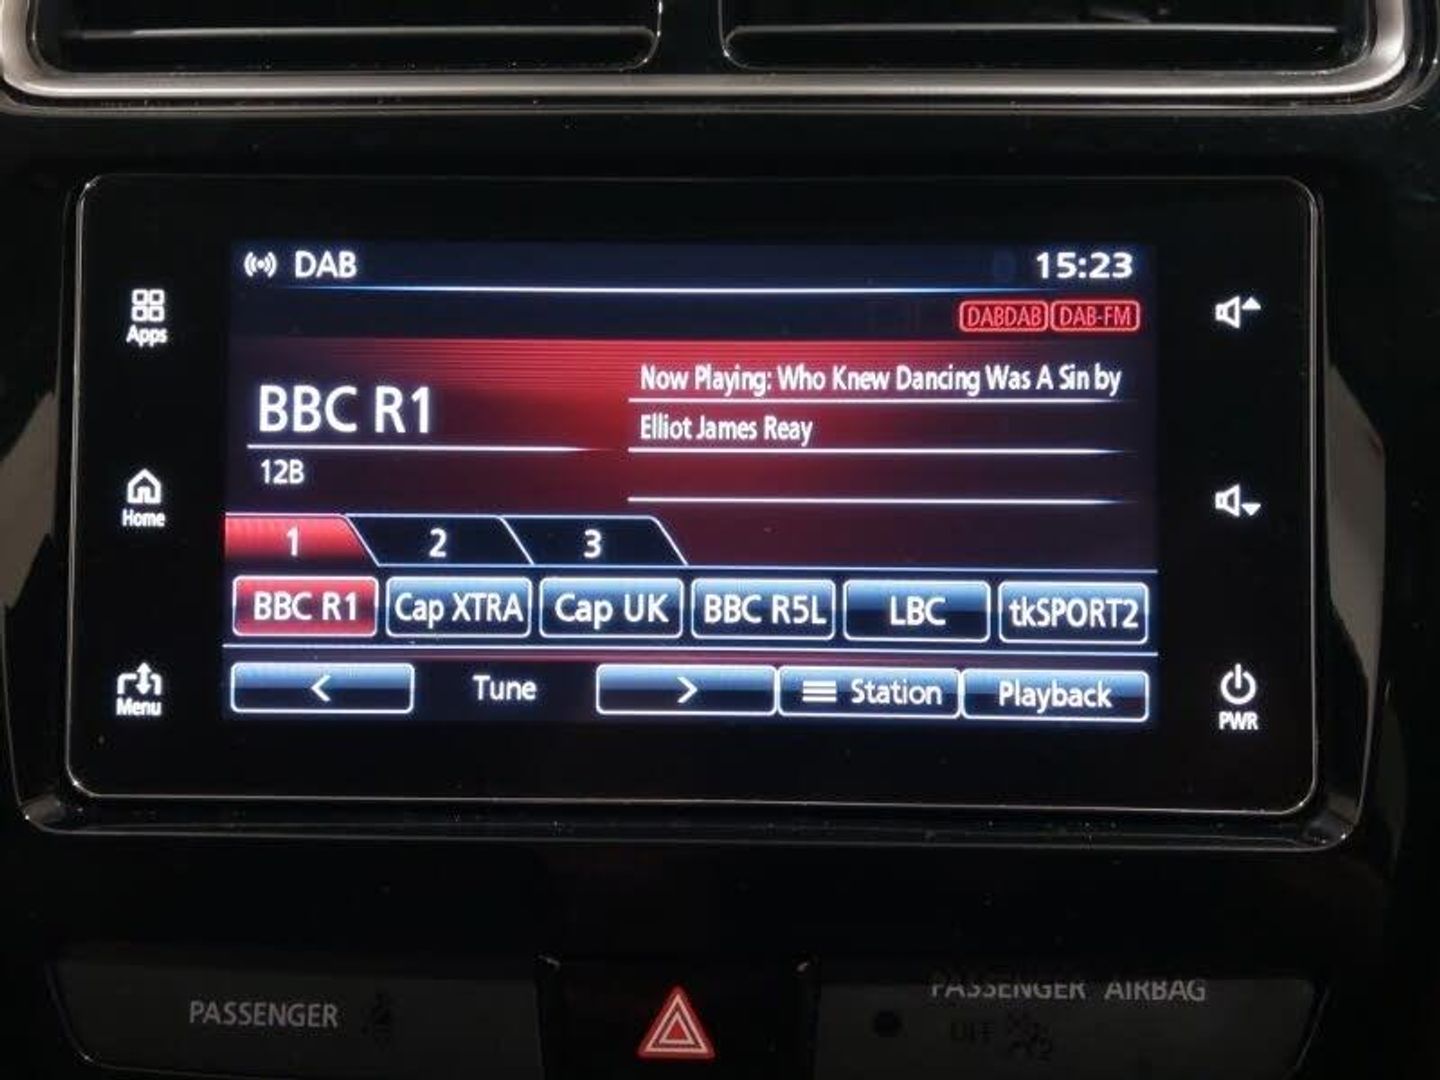 DAB
15:23
DABDAB DAB-FM
Apps
BBC R1
Now Playing: Who Knew Dancing Was A Sin by
Elliot James Reay
12B
Home
1 2 3
BBC R1 Cap XTRA Cap UK BBC R5L LBC tkSPORT2
< Tune > Station Playback
Menu
PWR
PASSENGER
PASSENGER AIRBAG
OFF